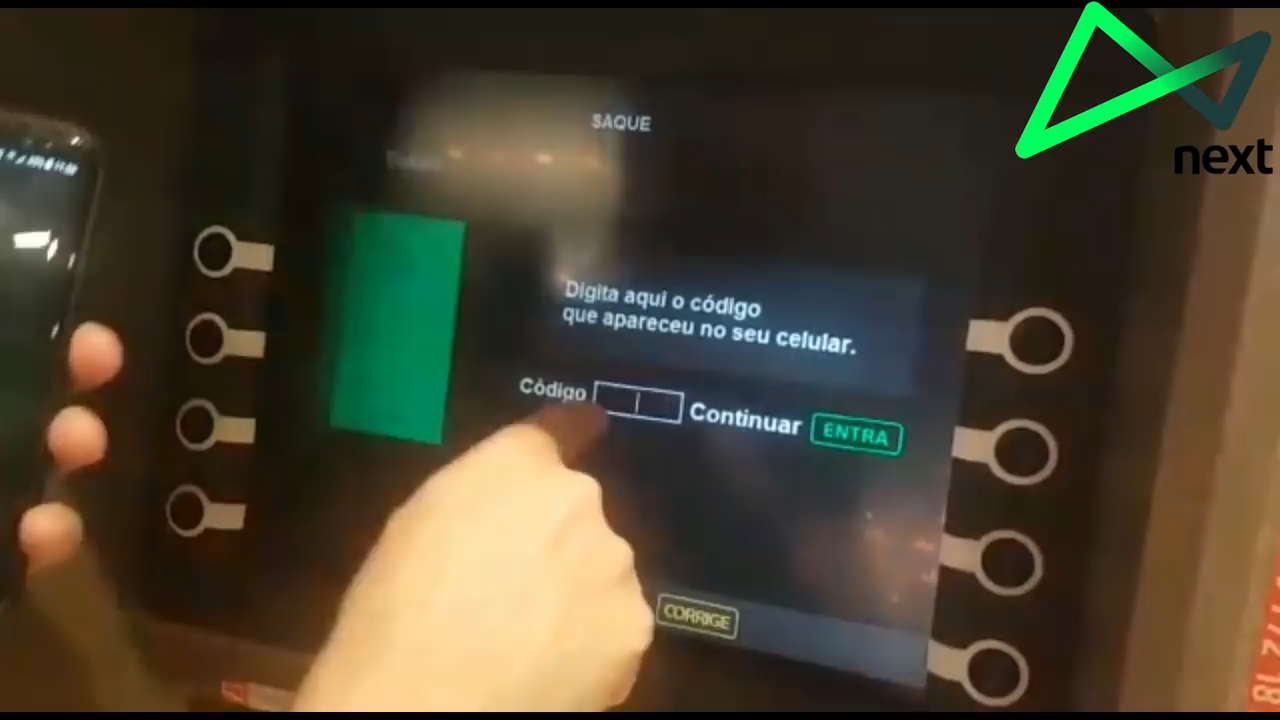 SAQUE
next
Digita aqui o código
que apareceu no seu celular.
Código
Continuar ENTRA
CORRIGE